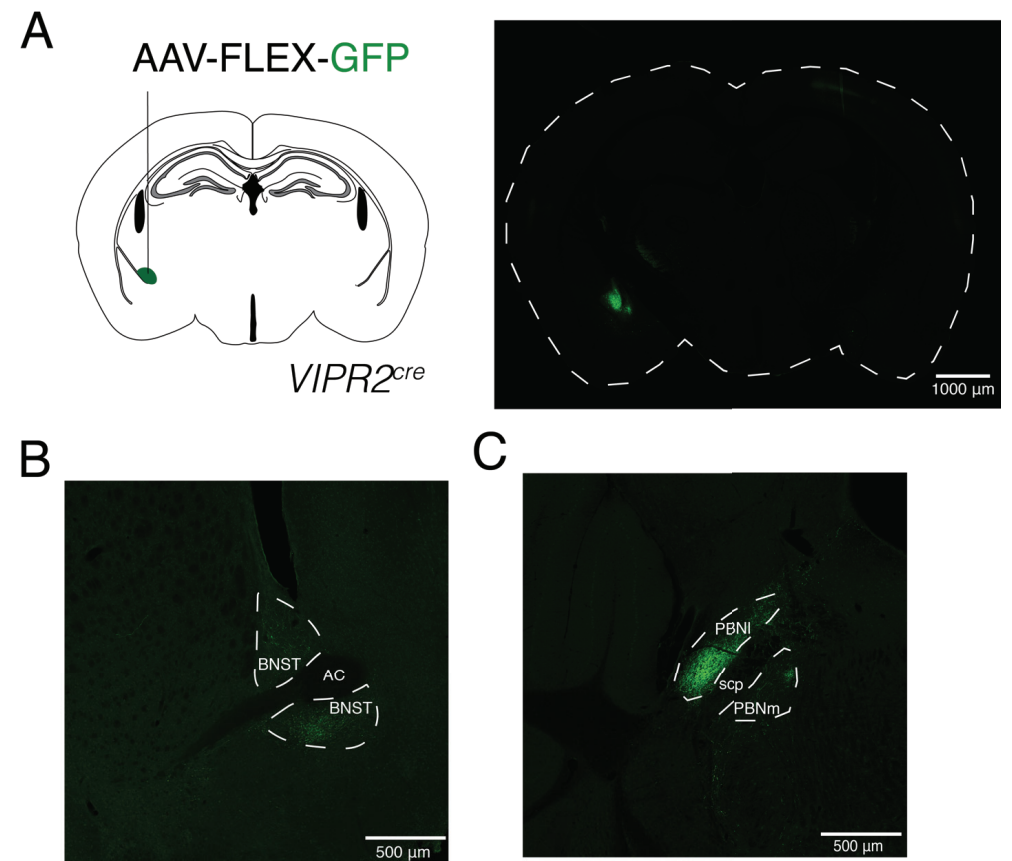 A
AAV-FLEX-GFP
VIPR2cre
1000 µm
B
BNST
AC
BNST
500 µm
C
PBNl
scp
PBNm
500 µm